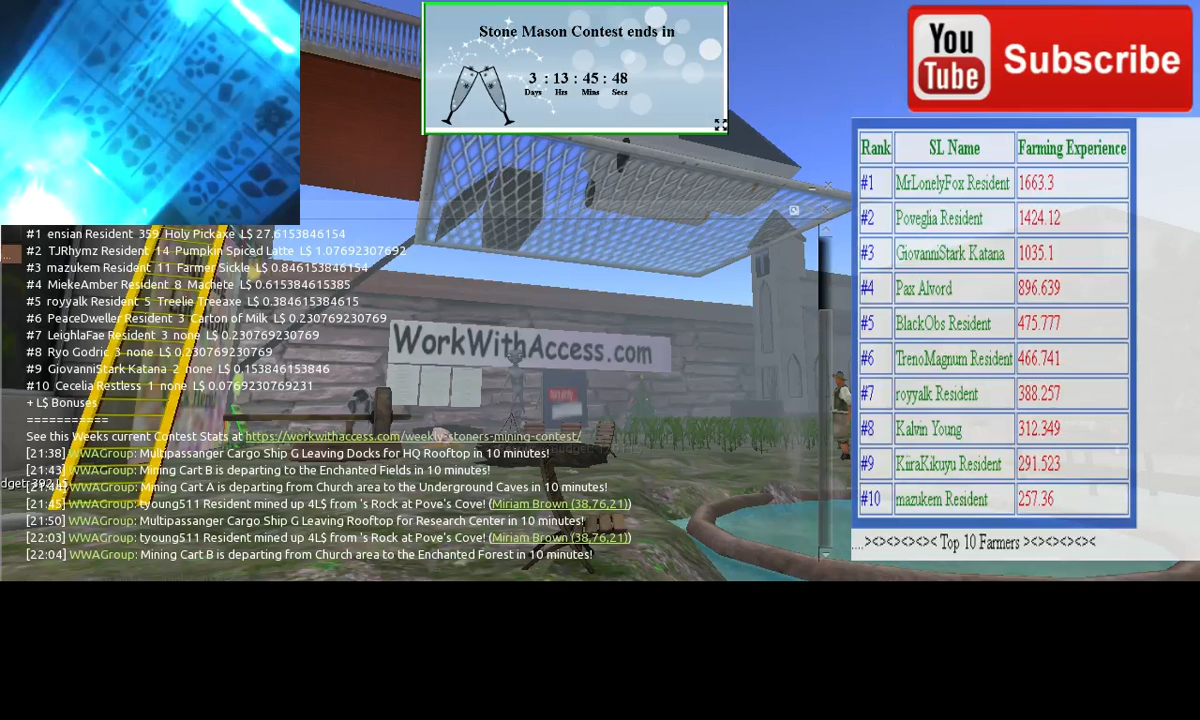 Stone Mason Contest ends in
3 : 13 : 45 : 48
Days Hrs Mins Secs
You Tube Subscribe
Rank SL Name Farming Experience
#1 MrLonelyFox Resident 1663.3
#2 Poveglia Resident 1424.12
#3 GiovanniStark Katana 1035.1
#4 Pax Alvord 896.639
#5 BlackObs Resident 475.777
#6 TrenoMagnum Resident 466.741
#7 royyalk Resident 388.257
#8 Kalvin Young 312.349
#9 KiiraKikuyu Resident 291.523
#10 mazukem Resident 257.36
....><><><><>< Top 10 Farmers ><><><><><
#1 ensian Resident 359 Holy Pickaxe L$ 27.6153846154
#2 TJRhymz Resident 14 Pumpkin Spiced Latte L$ 1.07692307692
#3 mazukem Resident 11 Farmer Sickle L$ 0.846153846154
#4 MiekeAmber Resident 8 Machete L$ 0.615384615385
#5 royyalk Resident 5 Treelie Treeaxe L$ 0.384615384615
#6 PeaceDweller Resident 3 Carton of Milk L$ 0.230769230769
#7 LeighlaFae Resident 3 none L$ 0.230769230769
#8 Ryo Godric 3 none L$ 0.230769230769
#9 GiovanniStark Katana 2 none L$ 0.153846153846
#10 Cecelia Restless 1 none L$ 0.0769230769231
+ L$ Bonuses
===========
See this Weeks current Contest Stats at https://workwithaccess.com/weekly-stoners-mining-contest/
[21:38] WWAGroup: Multipassanger Cargo Ship G Leaving Docks for HQ Rooftop in 10 minutes!
[21:43] WWAGroup: Mining Cart B is departing to the Enchanted Fields in 10 minutes!
[21:44] WWAGroup: Mining Cart A is departing from Church area to the Underground Caves in 10 minutes!
[21:45] WWAGroup: tyoung511 Resident mined up 4L$ from 's Rock at Pove's Cove! (Miriam Brown (38,76,21))
[21:50] WWAGroup: Multipassanger Cargo Ship G Leaving Rooftop for Research Center in 10 minutes!
[22:03] WWAGroup: tyoung511 Resident mined up 4L$ from 's Rock at Pove's Cove! (Miriam Brown (38,76,21))
[22:04] WWAGroup: Mining Cart B is departing from Church area to the Enchanted Forest in 10 minutes!
WorkWithAccess.com